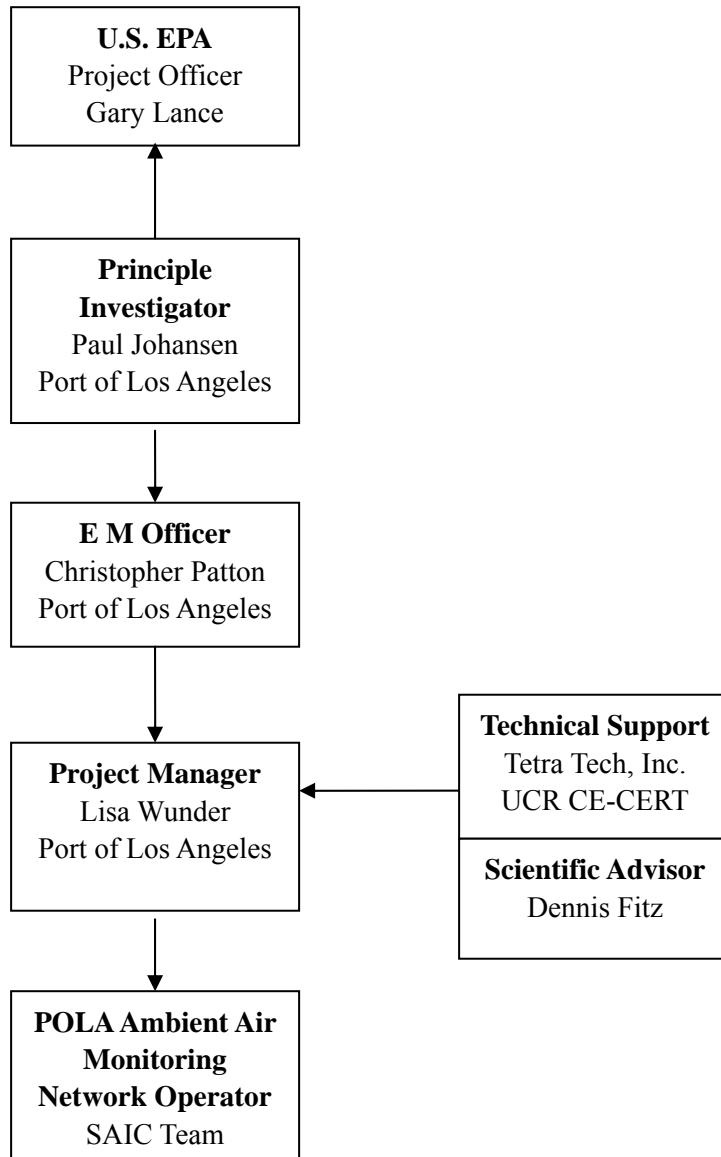 U.S. EPA
Project Officer
Gary Lance
Principle
Investigator
Paul Johansen
Port of Los Angeles
E M Officer
Christopher Patton
Port of Los Angeles
Project Manager
Lisa Wunder
Port of Los Angeles
Technical Support
Tetra Tech, Inc.
UCR CE-CERT
Scientific Advisor
Dennis Fitz
POLA Ambient Air
Monitoring
Network Operator
SAIC Team